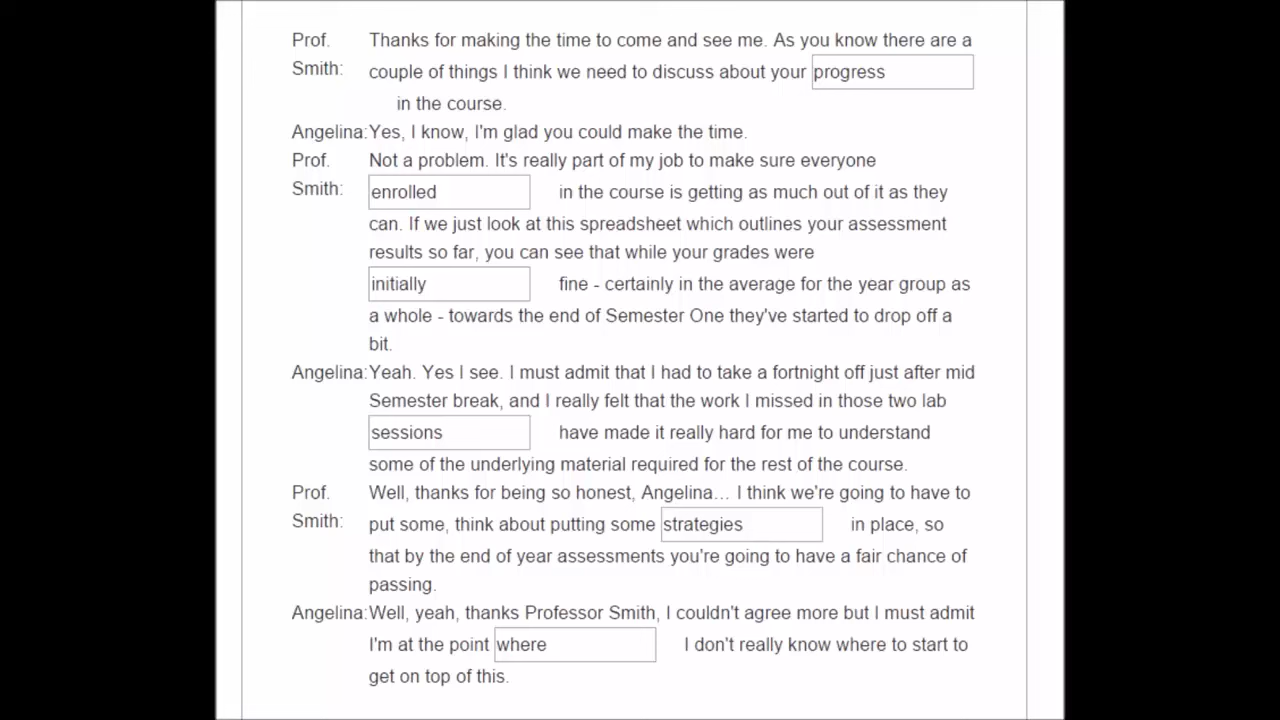 Prof. Thanks for making the time to come and see me. As you know there are a
Smith: couple of things I think we need to discuss about your progress
in the course.
Angelina: Yes, I know, I'm glad you could make the time.
Prof. Not a problem. It's really part of my job to make sure everyone
Smith: enrolled in the course is getting as much out of it as they
can. If we just look at this spreadsheet which outlines your assessment
results so far, you can see that while your grades were
initially fine - certainly in the average for the year group as
a whole - towards the end of Semester One they've started to drop off a
bit.
Angelina: Yeah. Yes I see. I must admit that I had to take a fortnight off just after mid
Semester break, and I really felt that the work I missed in those two lab
sessions have made it really hard for me to understand
some of the underlying material required for the rest of the course.
Prof. Well, thanks for being so honest, Angelina... I think we're going to have to
Smith: put some, think about putting some strategies in place, so
that by the end of year assessments you're going to have a fair chance of
passing.
Angelina: Well, yeah, thanks Professor Smith, I couldn't agree more but I must admit
I'm at the point where I don't really know where to start to
get on top of this.